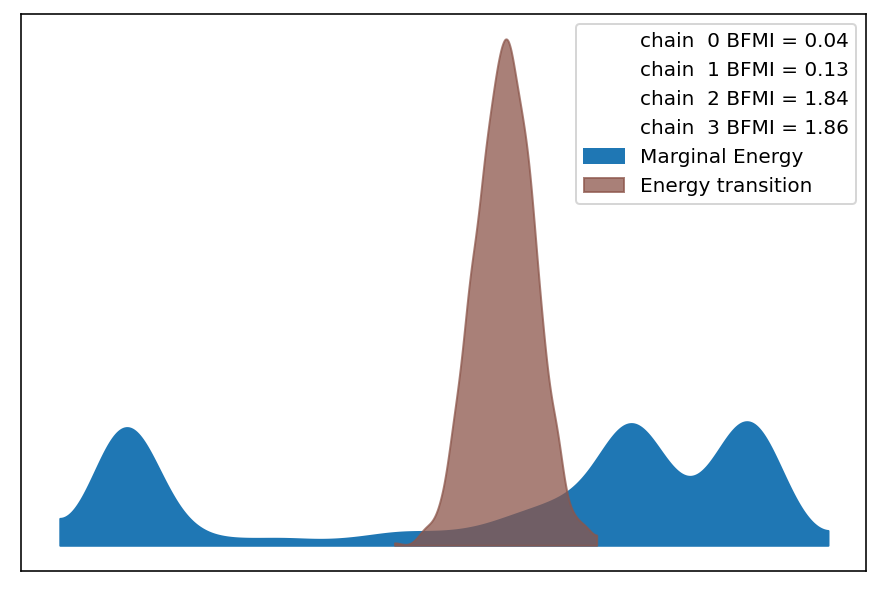 chain  0 BFMI = 0.04
chain  1 BFMI = 0.13
chain  2 BFMI = 1.84
chain  3 BFMI = 1.86
Marginal Energy
Energy transition